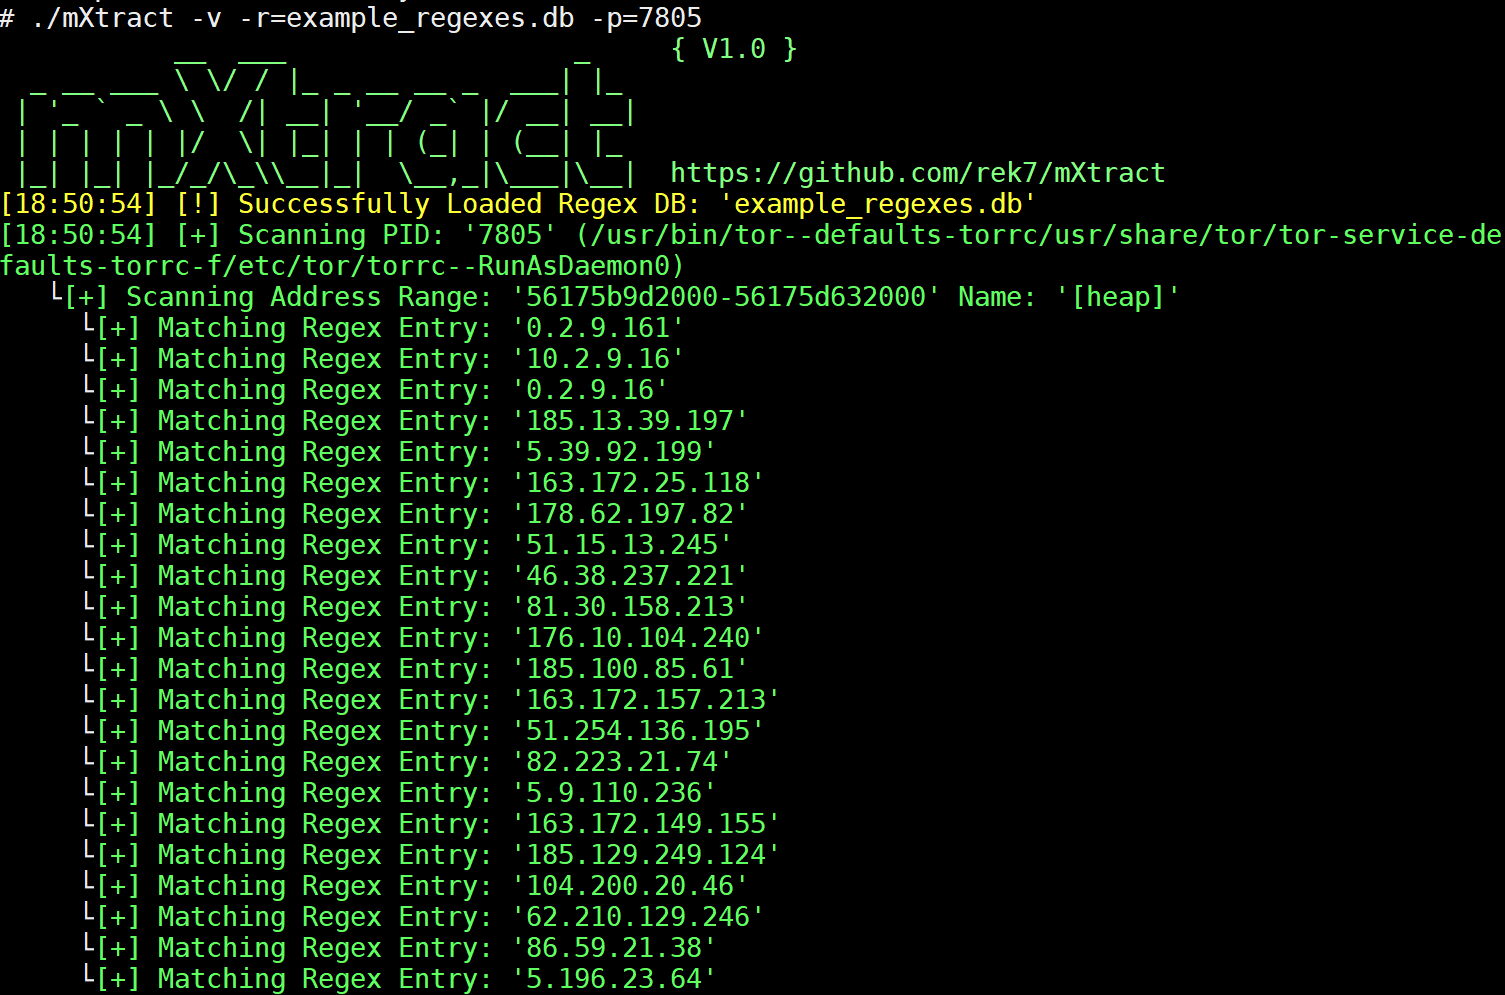 # ./mXtract -v -r=example_regexes.db -p=7805
{ V1.0 }
mXtract
https://github.com/rek7/mXtract
[18:50:54] [!] Successfully Loaded Regex DB: 'example_regexes.db'
[18:50:54] [+] Scanning PID: '7805' (/usr/bin/tor--defaults-torrc/usr/share/tor/tor-service-de
faults-torrc-f/etc/tor/torrc--RunAsDaemon0)
└[+] Scanning Address Range: '56175b9d2000-56175d632000' Name: '[heap]'
└[+] Matching Regex Entry: '0.2.9.161'
└[+] Matching Regex Entry: '10.2.9.16'
└[+] Matching Regex Entry: '0.2.9.16'
└[+] Matching Regex Entry: '185.13.39.197'
└[+] Matching Regex Entry: '5.39.92.199'
└[+] Matching Regex Entry: '163.172.25.118'
└[+] Matching Regex Entry: '178.62.197.82'
└[+] Matching Regex Entry: '51.15.13.245'
└[+] Matching Regex Entry: '46.38.237.221'
└[+] Matching Regex Entry: '81.30.158.213'
└[+] Matching Regex Entry: '176.10.104.240'
└[+] Matching Regex Entry: '185.100.85.61'
└[+] Matching Regex Entry: '163.172.157.213'
└[+] Matching Regex Entry: '51.254.136.195'
└[+] Matching Regex Entry: '82.223.21.74'
└[+] Matching Regex Entry: '5.9.110.236'
└[+] Matching Regex Entry: '163.172.149.155'
└[+] Matching Regex Entry: '185.129.249.124'
└[+] Matching Regex Entry: '104.200.20.46'
└[+] Matching Regex Entry: '62.210.129.246'
└[+] Matching Regex Entry: '86.59.21.38'
└[+] Matching Regex Entry: '5.196.23.64'